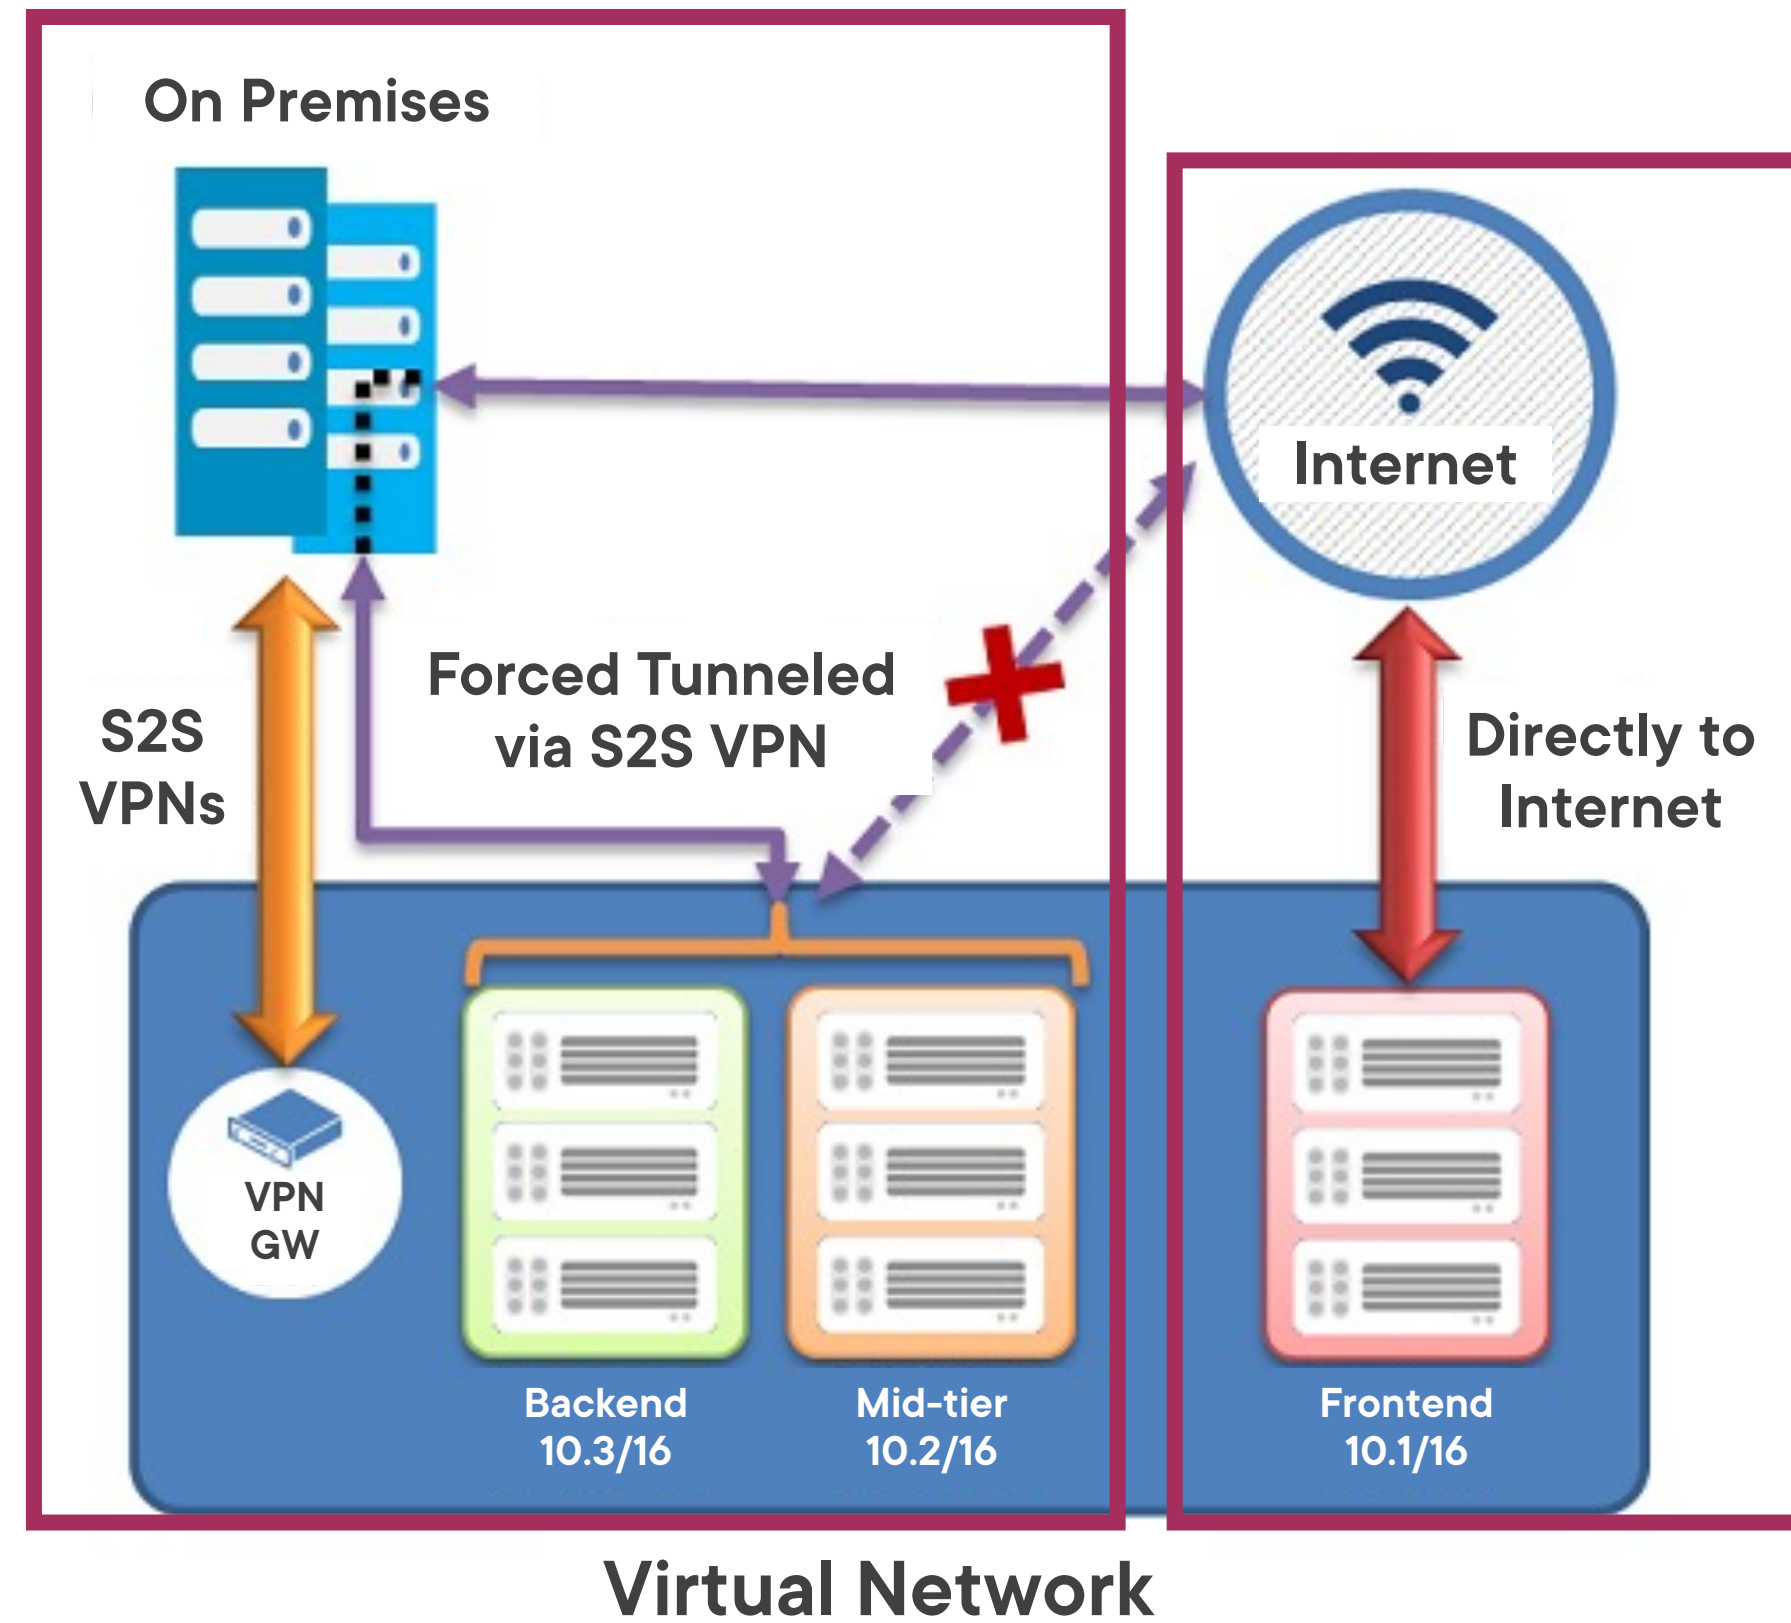 On Premises
Internet
Forced Tunneled
via S2S VPN
S2S
VPNs
Directly to
Internet
VPN
GW
Backend
10.3/16
Mid-tier
10.2/16
Frontend
10.1/16
Virtual Network